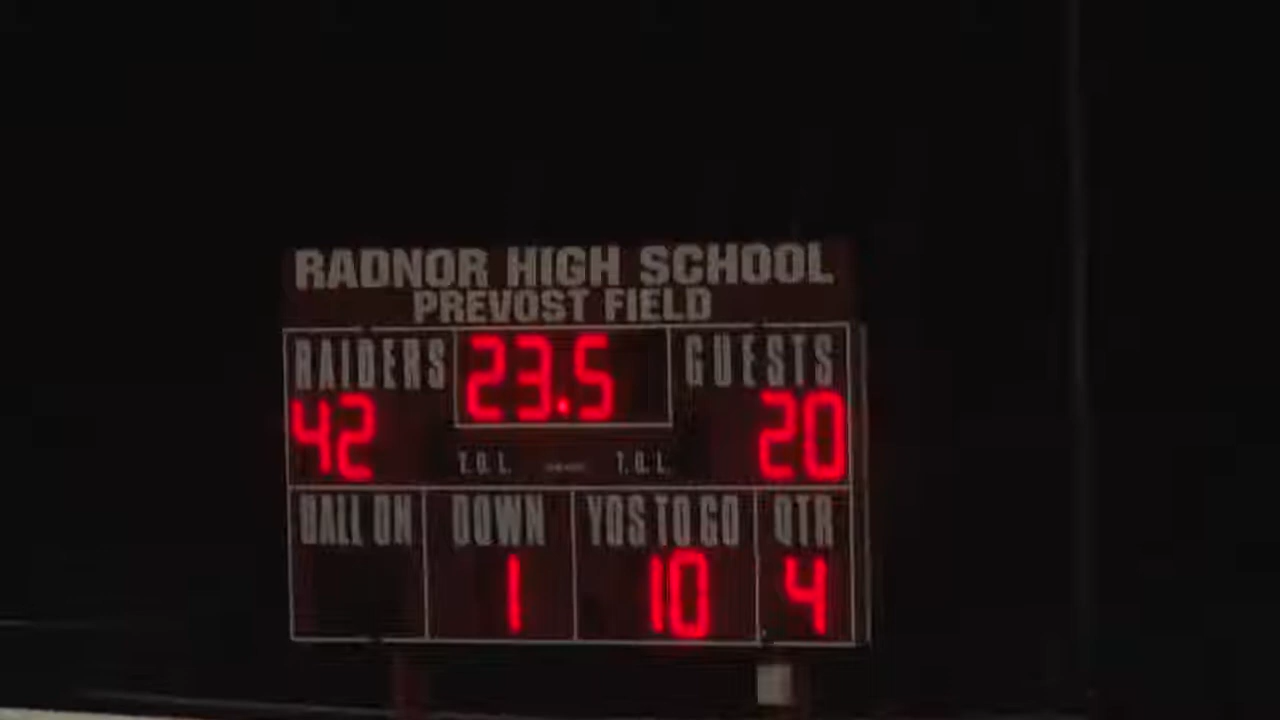 RADNOR HIGH SCHOOL
PREVOST FIELD
RAIDERS 23.5 GUESTS
42 20
T.O.L. T.O.L.
BALL ON DOWN YDS TO GO QTR
1 10 4